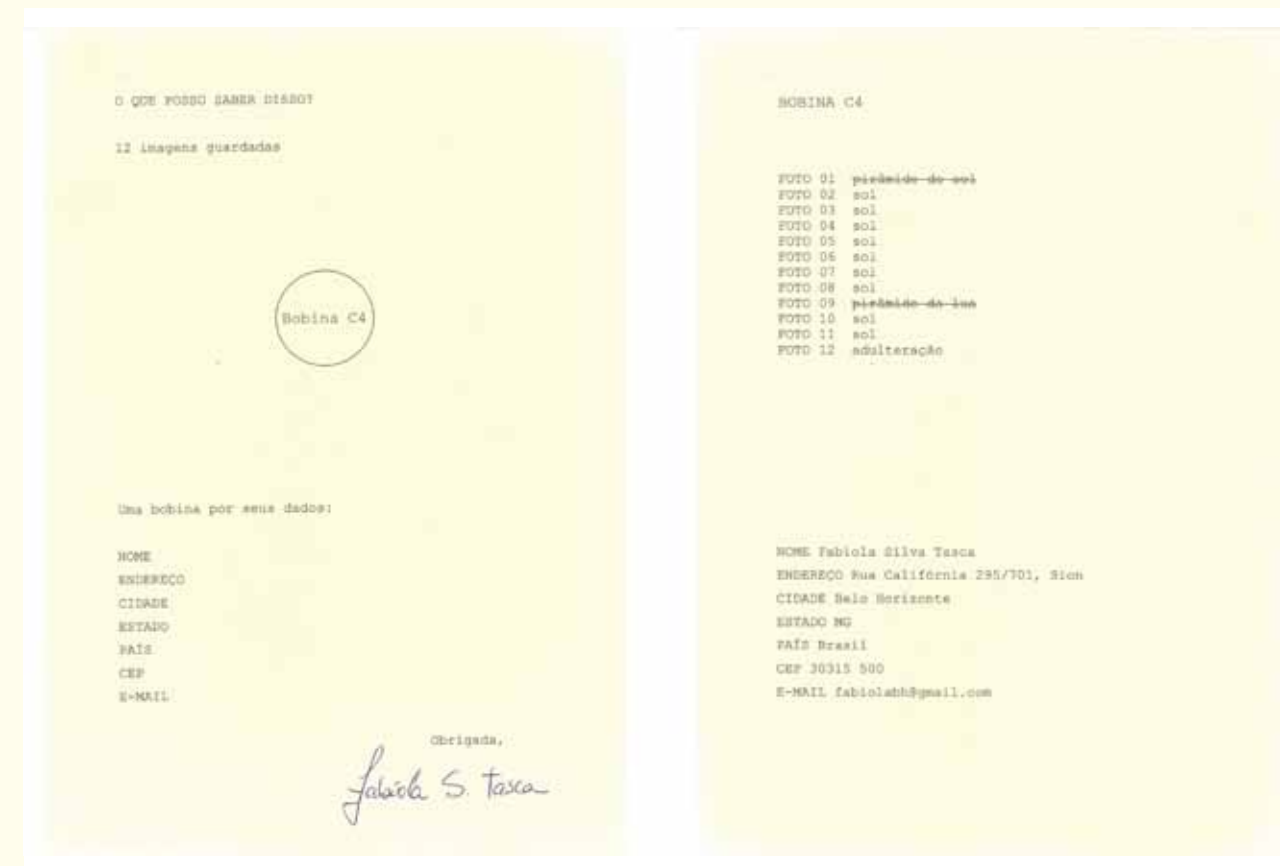 O QUE POSSO SABER DISSO?
12 imagens guardadas
Bobina C4
Uma bobina por seus dados:
NOME
ENDEREÇO
CIDADE
ESTADO
PAÍS
CEP
E-MAIL
Obrigada,
Fabíola S. Tasca
BOBINA C4
FOTO 01 pirâmide do sol
FOTO 02 sol
FOTO 03 sol
FOTO 04 sol
FOTO 05 sol
FOTO 06 sol
FOTO 07 sol
FOTO 08 sol
FOTO 09 pirâmide da lua
FOTO 10 sol
FOTO 11 sol
FOTO 12 adulteração
NOME Fabíola Silva Tasca
ENDEREÇO Rua Califórnia 295/701, Sion
CIDADE Belo Horizonte
ESTADO MG
PAÍS Brasil
CEP 30315 500
E-MAIL fabiolabh@gmail.com